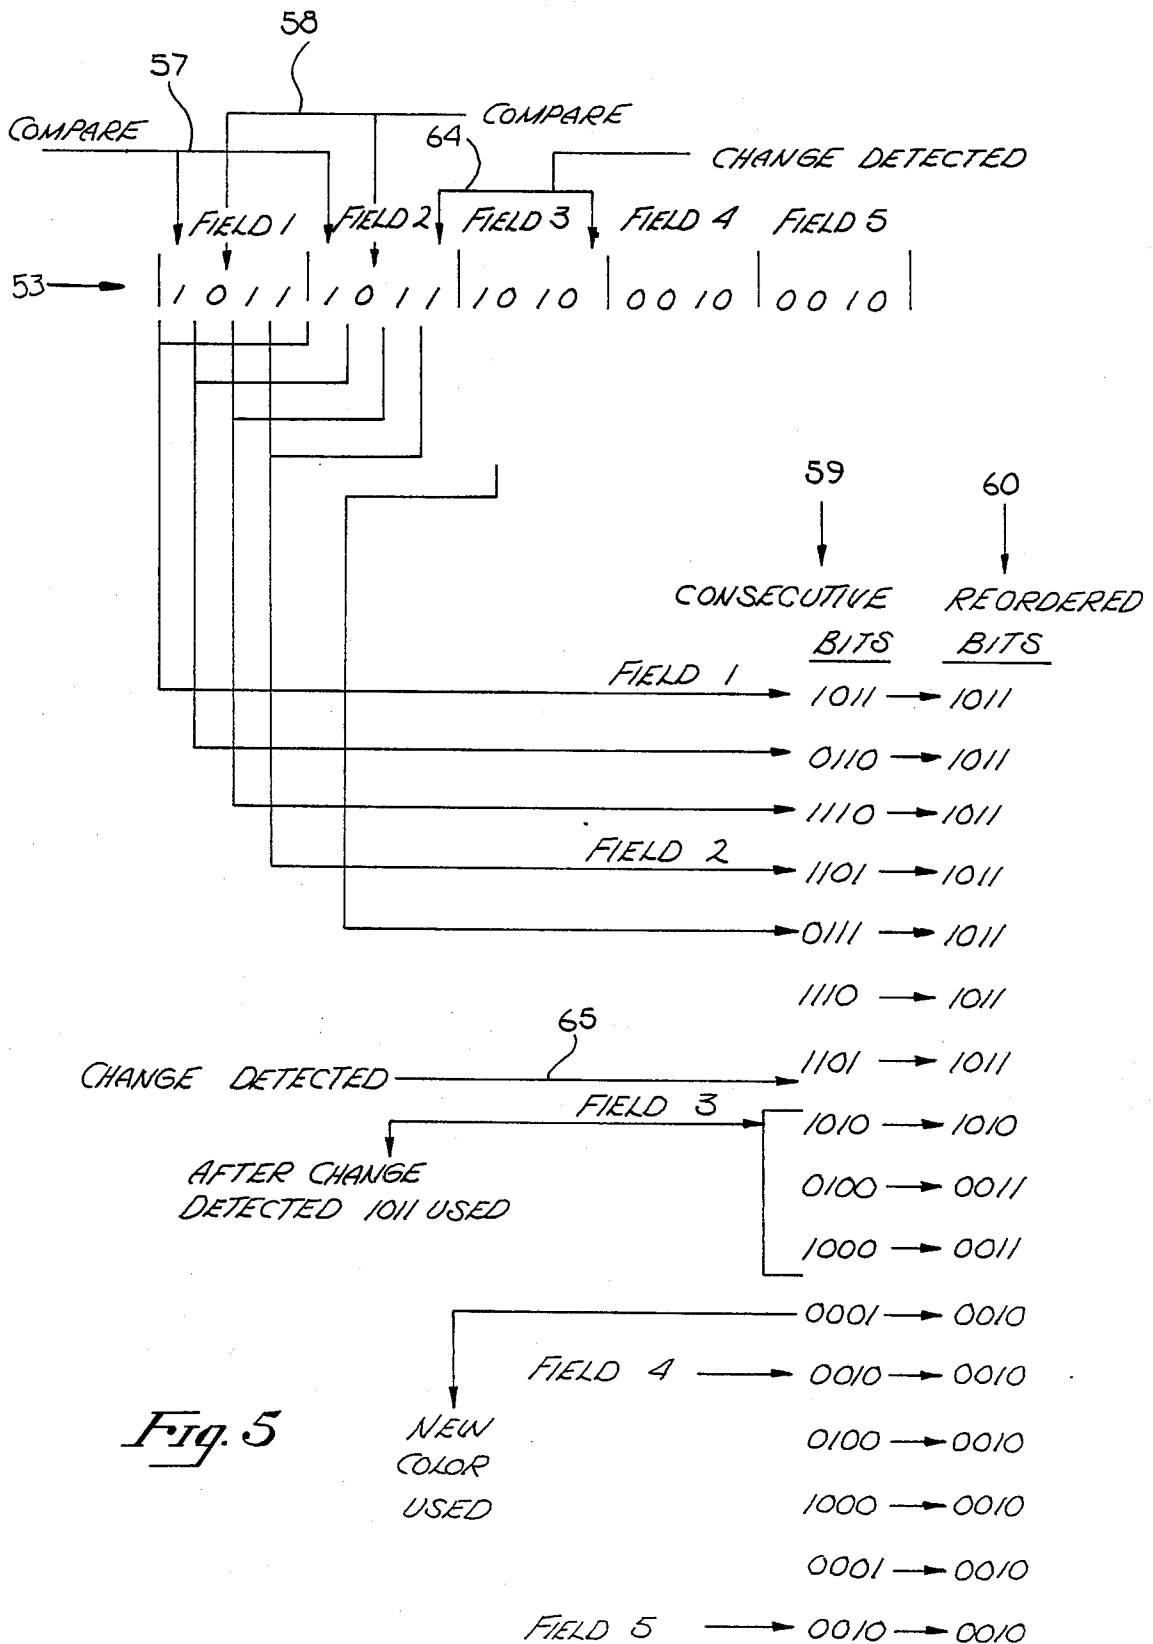 58
57
COMPARE
COMPARE
64
CHANGE DETECTED
FIELD 1 FIELD 2 FIELD 3 FIELD 4 FIELD 5
53
1 0 1 1 | 1 0 1 1 | 1 0 1 0 | 0 0 1 0 | 0 0 1 0
59 60
CONSECUTIVE REORDERED
BITS BITS
FIELD 1 1011 1011
0110 1011
1110 1011
FIELD 2 1101 1011
0111 1011
1110 1011
65
1101 1011
CHANGE DETECTED
FIELD 3
1010 1010
AFTER CHANGE
DETECTED 1011 USED
0100 0011
1000 0011
0001 0010
FIELD 4 0010 0010
Fig. 5
NEW
COLOR
USED
0100 0010
1000 0010
0001 0010
FIELD 5 0010 0010